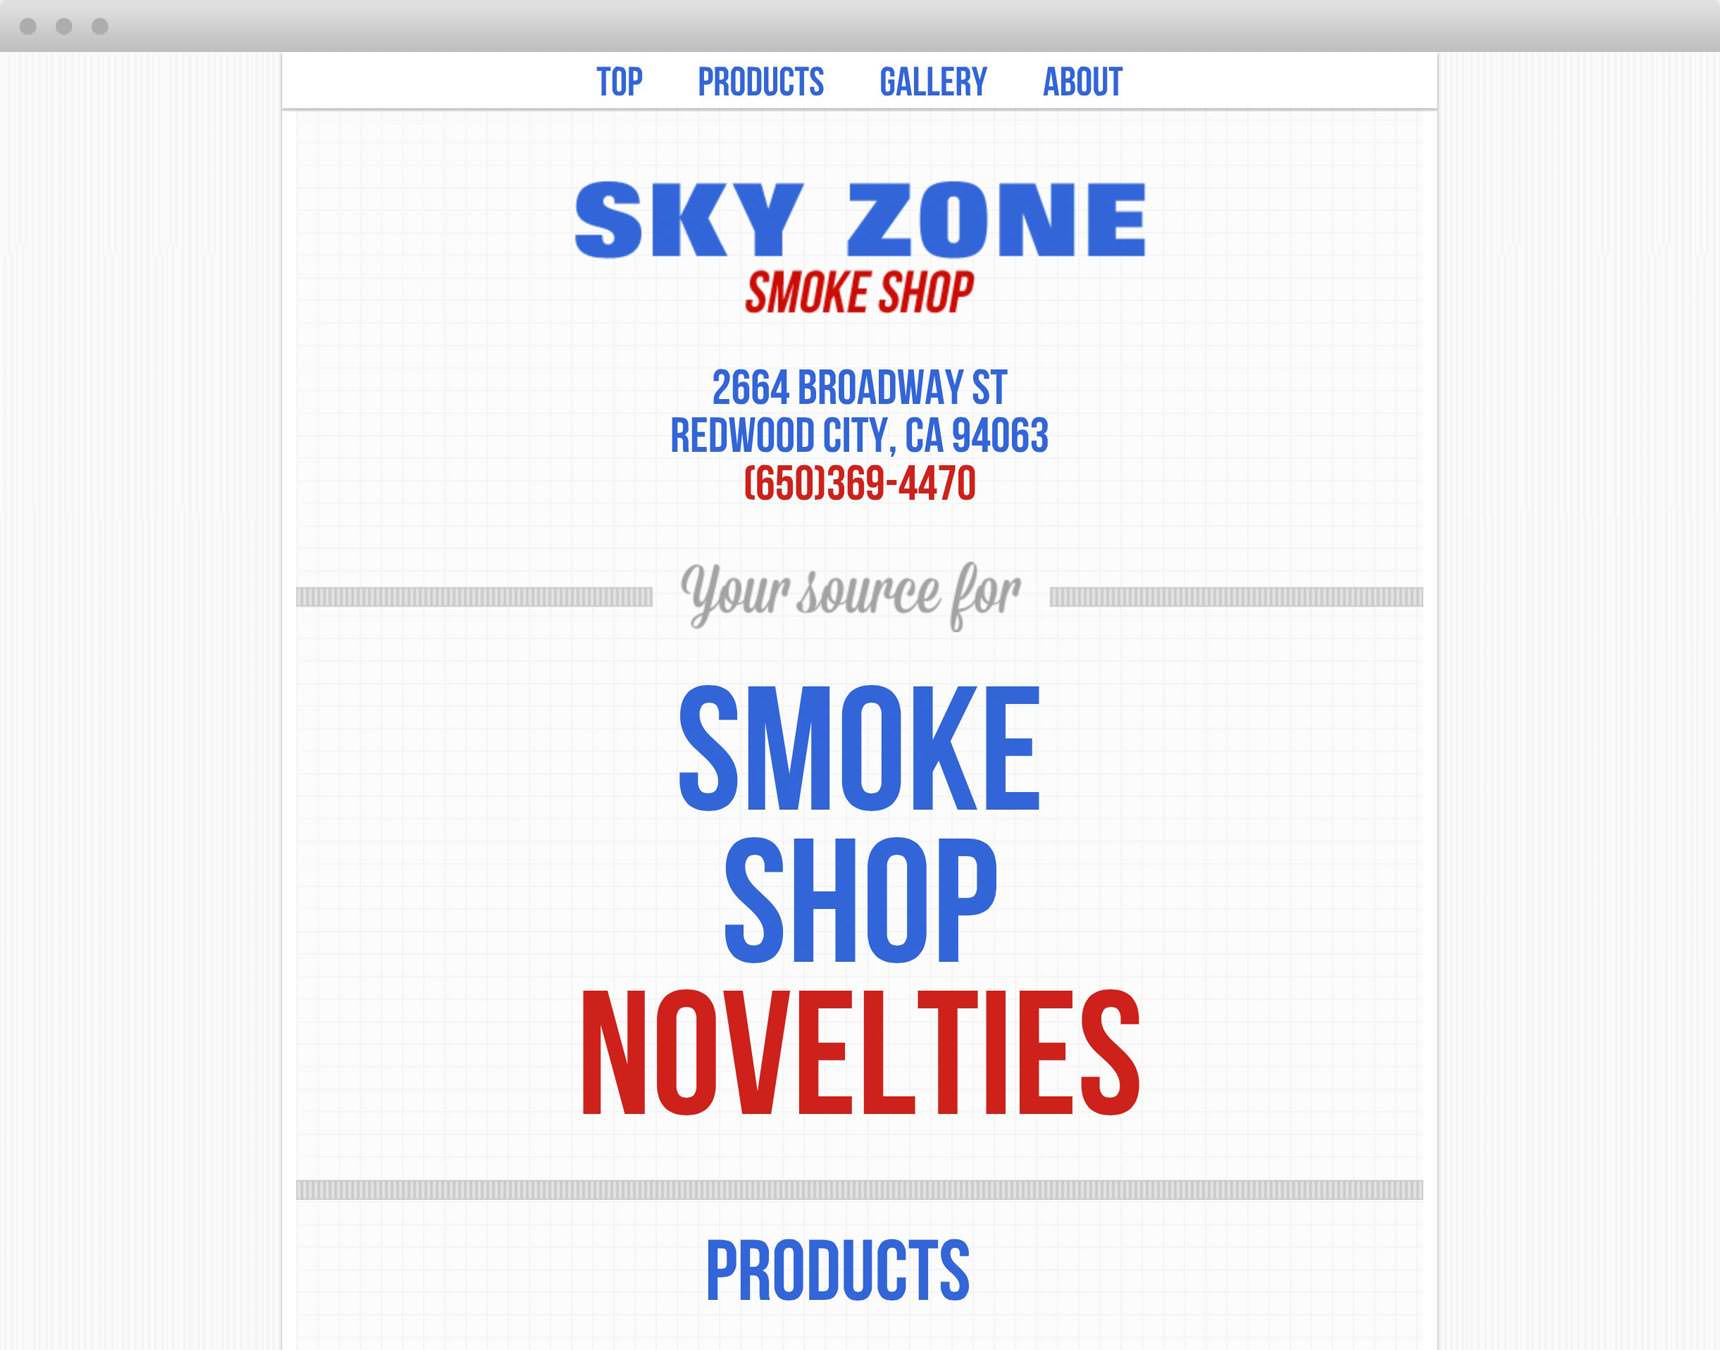 TOP PRODUCTS GALLERY ABOUT
SKY ZONE
SMOKE SHOP
2664 BROADWAY ST
REDWOOD CITY, CA 94063
(650)369-4470
Your source for
SMOKE
SHOP
NOVELTIES
PRODUCTS